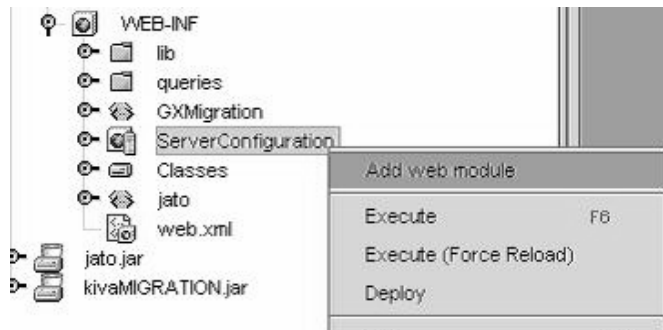 WEB-INF
lib
queries
GXMigration
ServerConfiguration
Classes
jato
web.xml
jato.jar
kivaMIGRATION.jar
Add web module
Execute F6
Execute (Force Reload)
Deploy